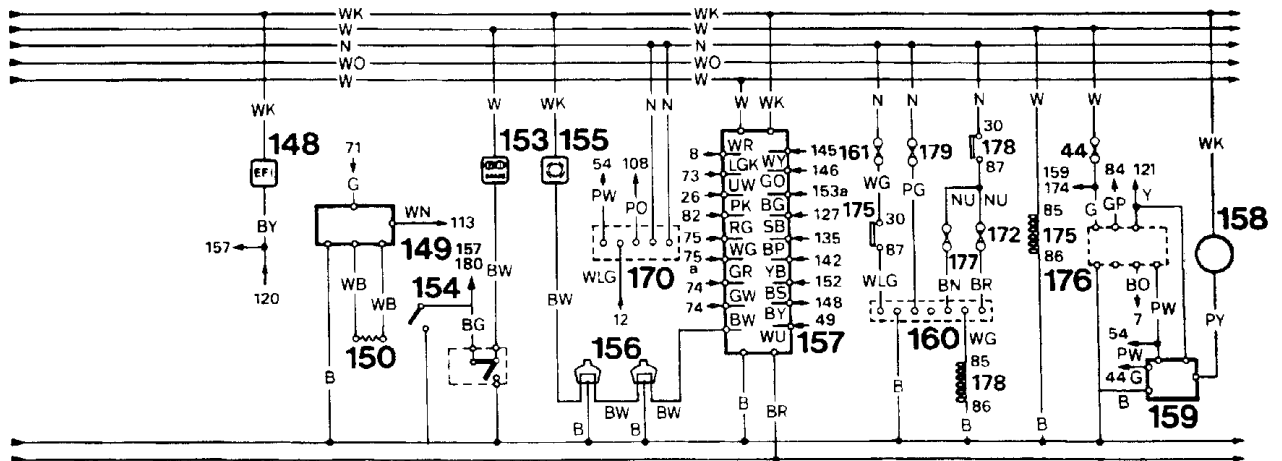 WK WK
W W
N N
WO WO
W W
WK W WK N N W WK N N N W W WK
148 EFI
BY
157
120
71
G
WN 113
149
WB WB
150
B
153
BW
154
157
180
BG
155
BW
156
BW BW
B B
54 108
PW PO
170
WLG
12
8 WR
73 LGK
26 UW
82 PK
75 RG
75 WG
a
74 GR
74 GW
BW
WY 145
GO 146
BG 153a
SB 127
BP 135
YB 142
BS 152
BY 148
WU 49
157
B BR
161
WG
175 30
87
WLG
179
PG
30
178
87
NU NU
177 172
BN BR
160
B
WG
85
178
86
B
85
175
86
B
44
159
174
84 121
G GP Y
176
BO
7
PW
54
PW
44 G
B
159
158
PY